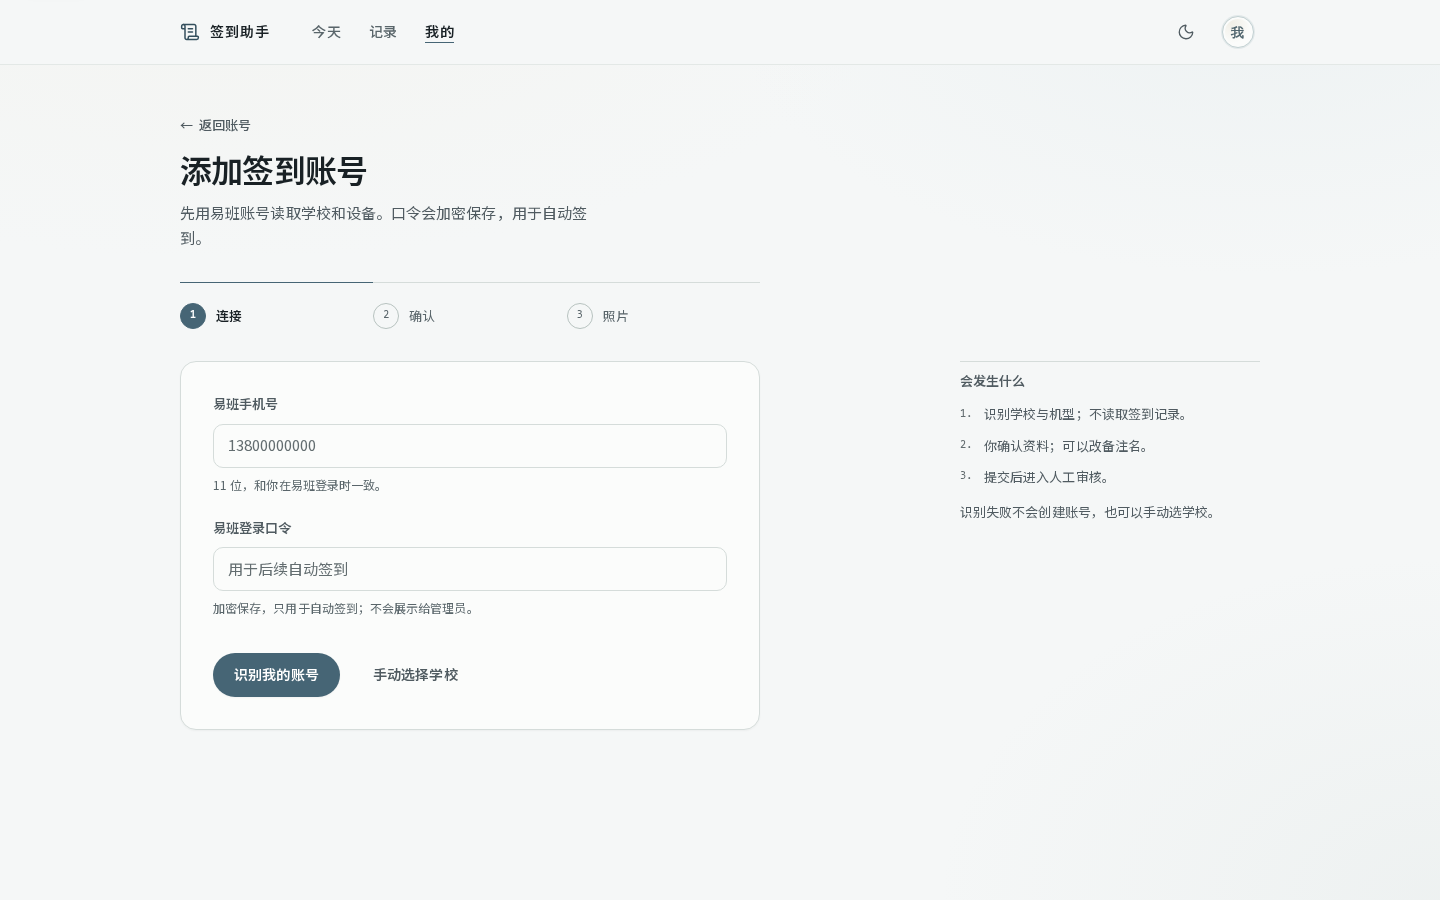 签到助手 今天 记录 我的 我
← 返回账号
添加签到账号
先用易班账号读取学校和设备。口令会加密保存，用于自动签
到。
1 连接 2 确认 3 照片
易班手机号
13800000000
11 位，和你在易班登录时一致。
易班登录口令
用于后续自动签到
加密保存，只用于自动签到；不会展示给管理员。
识别我的账号 手动选择学校
会发生什么
1. 识别学校与机型；不读取签到记录。
2. 你确认资料；可以改备注名。
3. 提交后进入人工审核。
识别失败不会创建账号，也可以手动选学校。